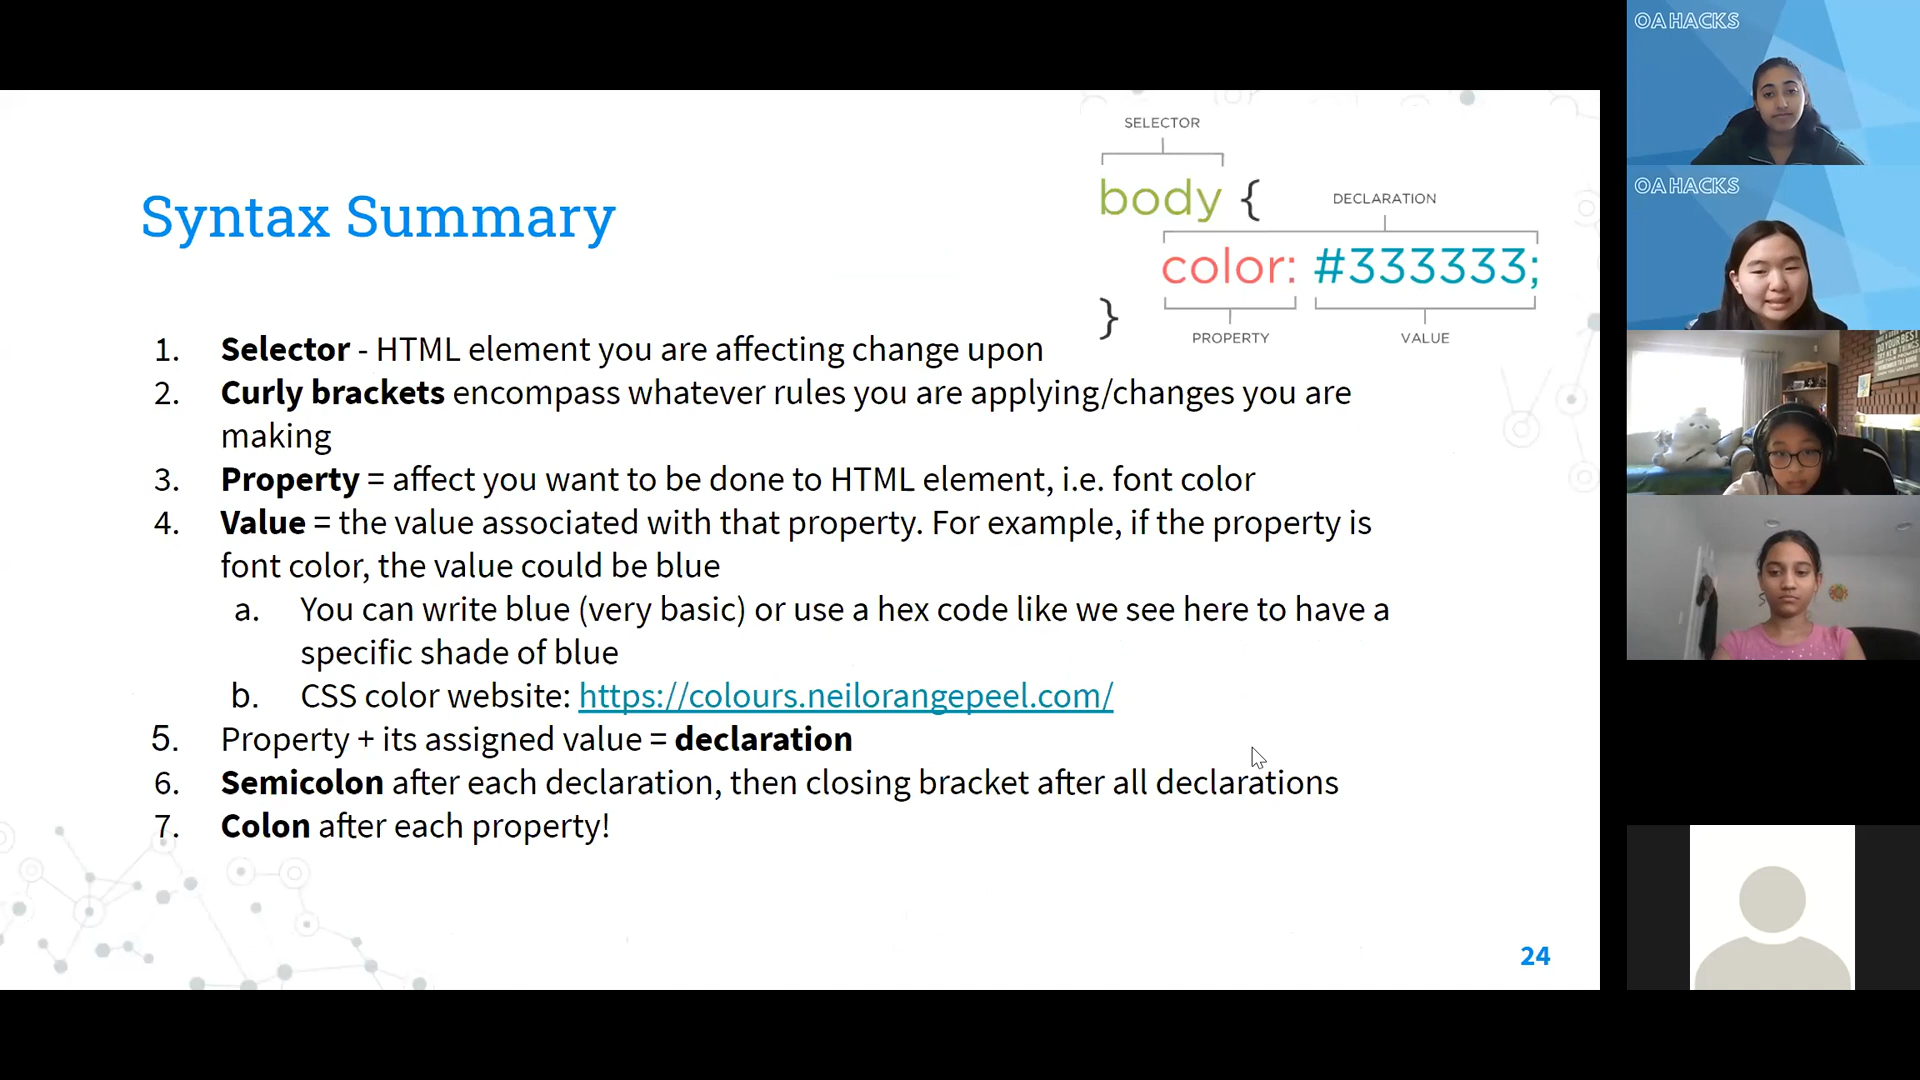 OA HACKS
SELECTOR
body {
DECLARATION
color: #333333;
}
PROPERTY
VALUE
Syntax Summary
1. Selector - HTML element you are affecting change upon
2. Curly brackets encompass whatever rules you are applying/changes you are
making
3. Property = affect you want to be done to HTML element, i.e. font color
4. Value = the value associated with that property. For example, if the property is
font color, the value could be blue
a. You can write blue (very basic) or use a hex code like we see here to have a
specific shade of blue
b. CSS color website: https://colours.neilorangepeel.com/
5. Property + its assigned value = declaration
6. Semicolon after each declaration, then closing bracket after all declarations
7. Colon after each property!
24
OA HACKS
DO YOUR BEST
TRY NEW THINGS